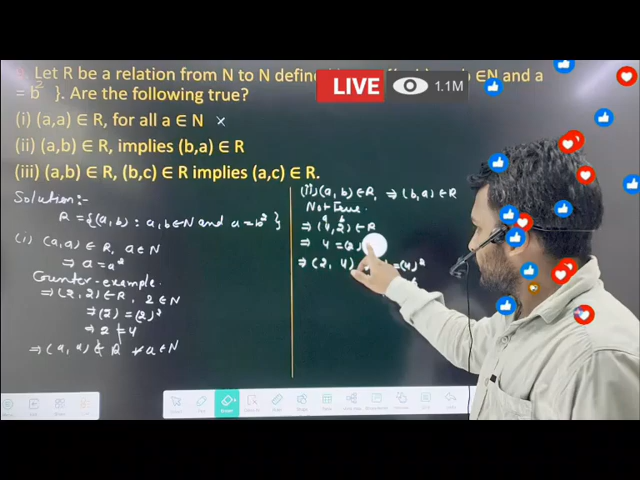 Let R be a relation from N to N define
∈N and a
= b² }. Are the following true?
LIVE 1.1M
(i) (a,a) ∈ R, for all a ∈ N ×
(ii) (a,b) ∈ R, implies (b,a) ∈ R
(iii) (a,b) ∈ R, (b,c) ∈ R implies (a,c) ∈ R.
Solution:-
R = {(a,b) : a,b ∈ N and a = b² }
(i) (a,a) ∈ R, a ∈ N
⇒ a = a²
Counter-example.
⇒ (2,2) ∈ R, 2 ∈ N
⇒ (2) = (2)²
⇒ 2 ≠ 4
⇒ (a,a) ∉ R ∀ a ∈ N
(ii) (a,b) ∈ R, ⇒ (b,a) ∈ R
Not true.
a b
⇒ (4,2) ∈ R
⇒ 4 = (2)
⇒ (2,4) = (4)²